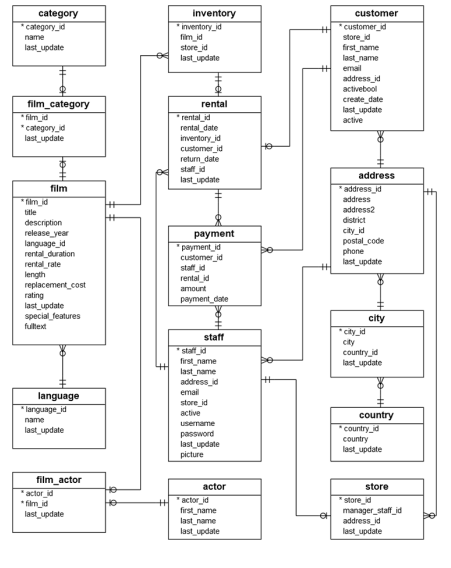 category
* category_id
name
last_update
film_category
* film_id
* category_id
last_update
film
* film_id
title
description
release_year
language_id
rental_duration
rental_rate
length
replacement_cost
rating
last_update
special_features
fulltext
language
* language_id
name
last_update
film_actor
* actor_id
* film_id
last_update
inventory
* inventory_id
film_id
store_id
last_update
rental
* rental_id
rental_date
inventory_id
customer_id
return_date
staff_id
last_update
payment
* payment_id
customer_id
staff_id
rental_id
amount
payment_date
staff
* staff_id
first_name
last_name
address_id
email
store_id
active
username
password
last_update
picture
actor
* actor_id
first_name
last_name
last_update
customer
* customer_id
store_id
first_name
last_name
email
address_id
activebool
create_date
last_update
active
address
* address_id
address
address2
district
city_id
postal_code
phone
last_update
city
* city_id
city
country_id
last_update
country
* country_id
country
last_update
store
* store_id
manager_staff_id
address_id
last_update